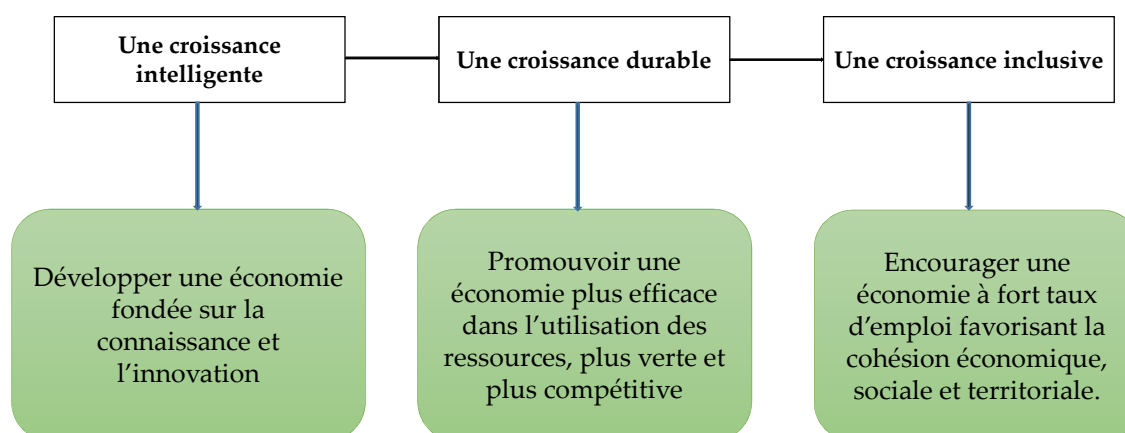 Une croissance
intelligente
Une croissance durable
Une croissance inclusive
Développer une économie
fondée sur la
connaissance et
l’innovation
Promouvoir une
économie plus efficace
dans l’utilisation des
ressources, plus verte et
plus compétitive
Encourager une
économie à fort taux
d’emploi favorisant la
cohésion économique,
sociale et territoriale.